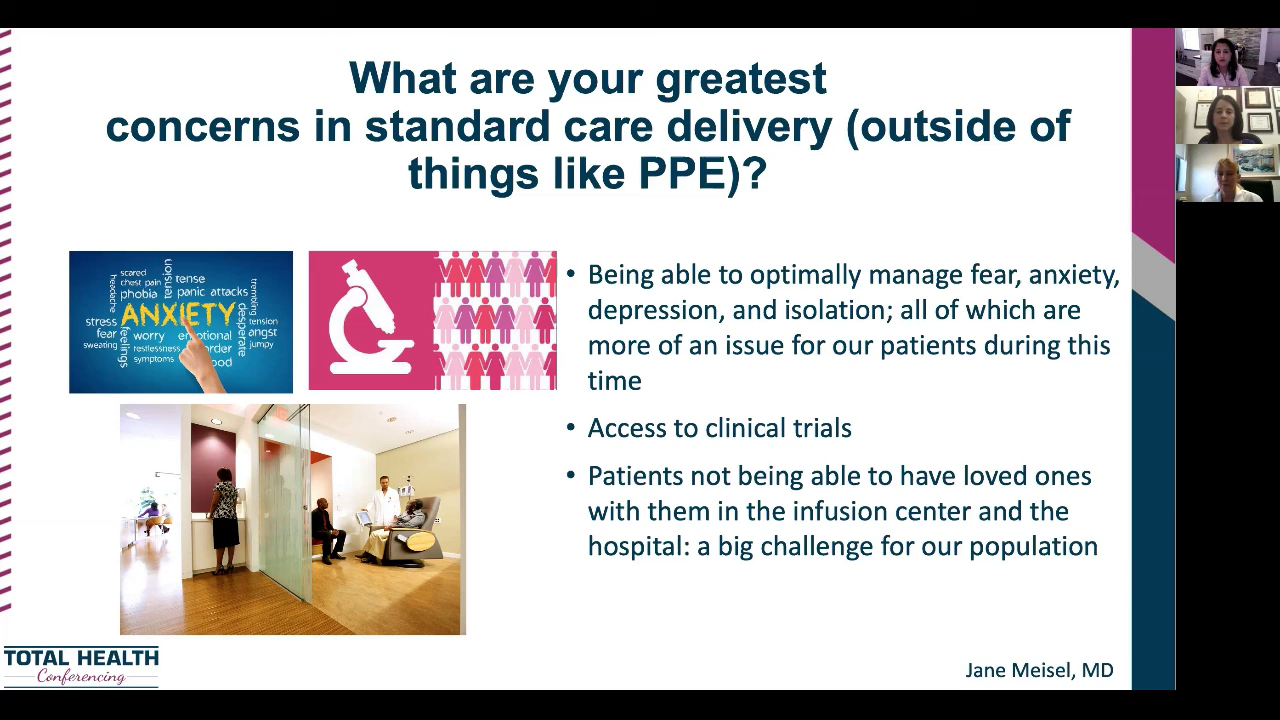 What are your greatest
concerns in standard care delivery (outside of
things like PPE)?
scared
chest pain
phobia
headache
tension
tense
panic attacks
trembling
ANXIETY
stress
fear
sweating
feelings
worry
restlessness
symptoms
emotional
desperate
tension
angst
jumpy
• Being able to optimally manage fear, anxiety,
depression, and isolation; all of which are
more of an issue for our patients during this
time
• Access to clinical trials
• Patients not being able to have loved ones
with them in the infusion center and the
hospital: a big challenge for our population
TOTAL HEALTH
Conferencing
Jane Meisel, MD